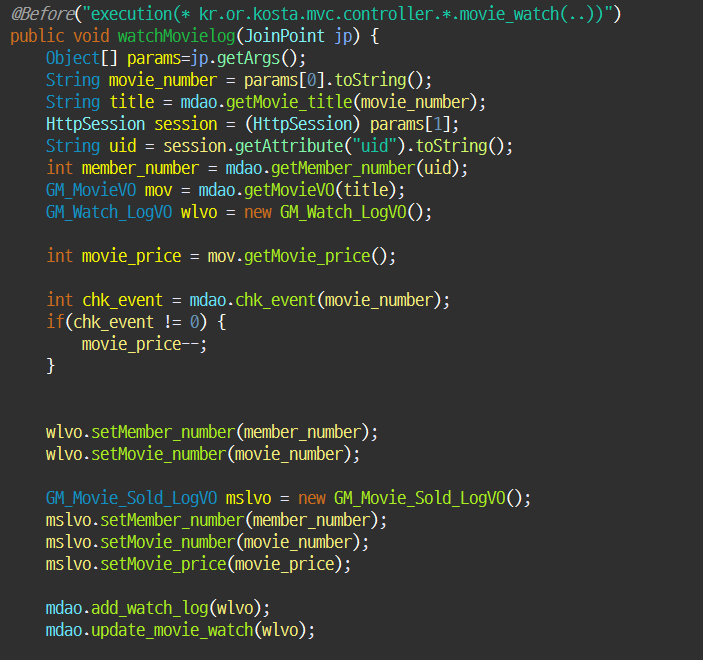 @Before("execution(* kr.or.kosta.mvc.controller.*.movie_watch(..))")
public void watchMovielog(JoinPoint jp) {
    Object[] params=jp.getArgs();
    String movie_number = params[0].toString();
    String title = mdao.getMovie_title(movie_number);
    HttpSession session = (HttpSession) params[1];
    String uid = session.getAttribute("uid").toString();
    int member_number = mdao.getMember_number(uid);
    GM_MovieVO mov = mdao.getMovieVO(title);
    GM_Watch_LogVO wlvo = new GM_Watch_LogVO();
    int movie_price = mov.getMovie_price();
    int chk_event = mdao.chk_event(movie_number);
    if(chk_event != 0) {
        movie_price--;
    }
    wlvo.setMember_number(member_number);
    wlvo.setMovie_number(movie_number);
    GM_Movie_Sold_LogVO mslvo = new GM_Movie_Sold_LogVO();
    mslvo.setMember_number(member_number);
    mslvo.setMovie_number(movie_number);
    mslvo.setMovie_price(movie_price);
    mdao.add_watch_log(wlvo);
    mdao.update_movie_watch(wlvo);